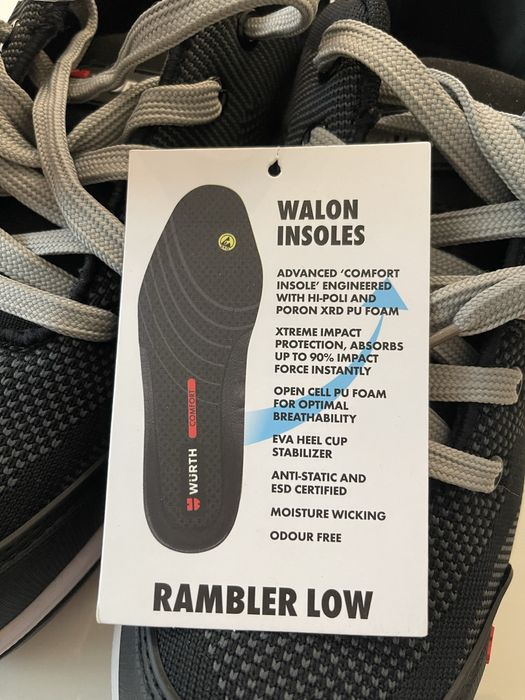 WALON
INSOLES
ADVANCED ‘COMFORT
INSOLE’ ENGINEERED
WITH HI-POLI AND
PORON XRD PU FOAM
XTREME IMPACT
PROTECTION, ABSORBS
UP TO 90% IMPACT
FORCE INSTANTLY
OPEN CELL PU FOAM
FOR OPTIMAL
BREATHABILITY
EVA HEEL CUP
STABILIZER
ANTI-STATIC AND
ESD CERTIFIED
MOISTURE WICKING
ODOUR FREE
COMFORT
WÜRTH
RAMBLER LOW